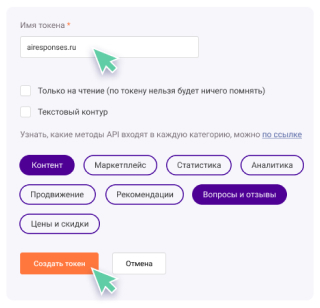 Имя токена *
airesponses.ru
Только на чтение (по токену нельзя будет ничего помнять)
Текстовый контур
Узнать, какие методы API входят в каждую категорию, можно по ссылке
Контент Маркетплейс Статистика Аналитика
Продвижение Рекомендации Вопросы и отзывы
Цены и скидки
Создать токен Отмена